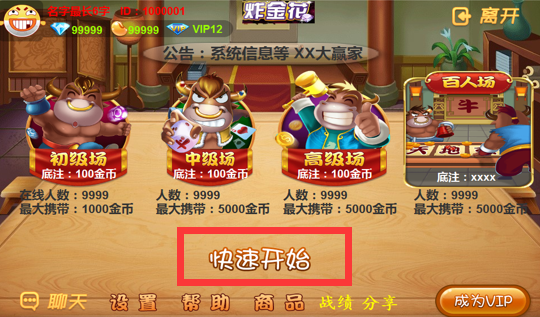 名字最长6字 ID：1000001
炸金花
离开
99999 99999 VIP12
公告：系统信息等 XX大赢家
百人场
牛
初级场 中级场 高级场
底注：100金币 底注：100金币 底注：100金币 底注：xxxx
在线人数：9999 人数：9999 人数：9999 人数：9999
最大携带：1000金币 最大携带：5000金币 最大携带：5000金币 最大携带：5000金币
快速开始
聊天 设置 帮助 商品 战绩 分享 成为VIP